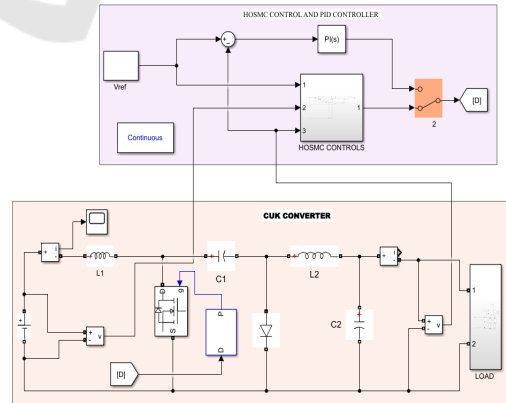 HOSMC CONTROL AND PID CONTROLLER
PI(s)
Vref
1
2
3
1
HOSMC CONTROLS
2
[D]
Continuous
CUK CONVERTER
L1
C1
L2
C2
D
g
S
P
D
[D]
+
-
v
+
-
v
1
2
LOAD